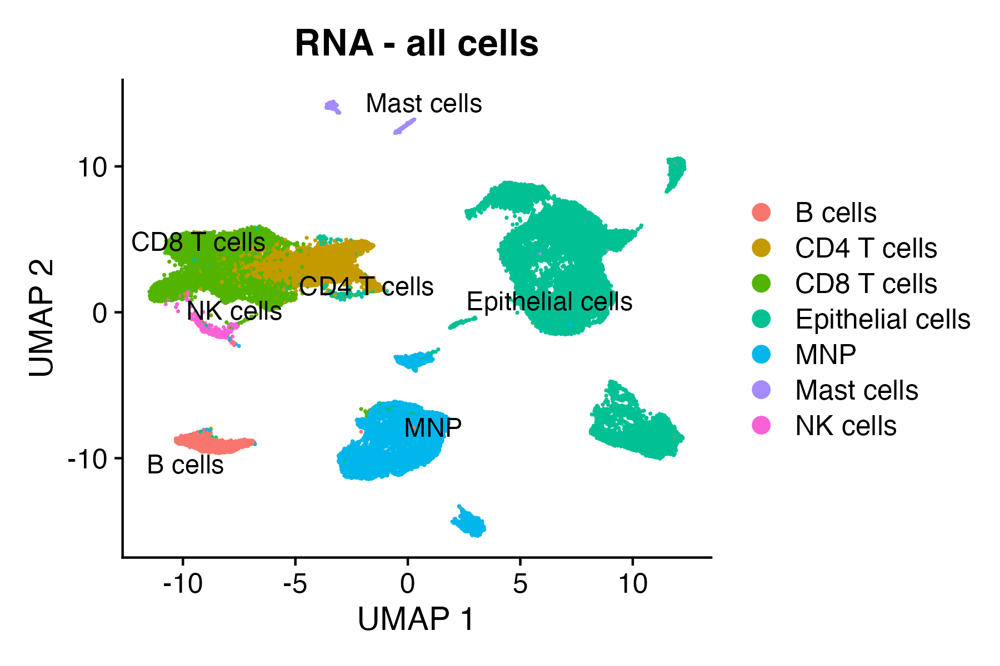 RNA - all cells
Mast cells
10
CD8 T cells
CD4 T cells
Epithelial cells
NK cells
0
UMAP 2
MNP
-10
B cells
-10
-5
0
5
10
UMAP 1
B cells
CD4 T cells
CD8 T cells
Epithelial cells
MNP
Mast cells
NK cells